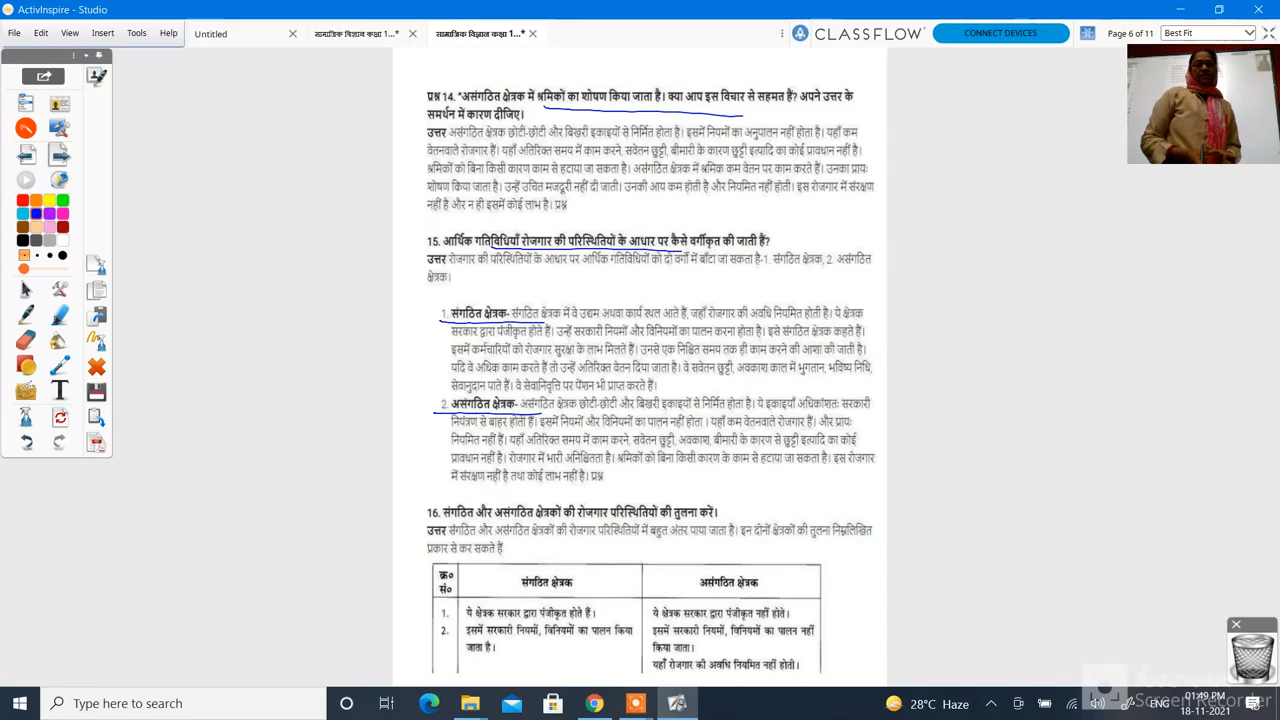 ActivInspire - Studio
File Edit View Insert Tools Help
Untitled
सामाजिक विज्ञान कक्षा 1...*
सामाजिक विज्ञान कक्षा 1...*
CLASSFLOW
CONNECT DEVICES
Page 6 of 11
Best Fit
प्रश्न 14. "असंगठित क्षेत्रक में श्रमिकों का शोषण किया जाता है। क्या आप इस विचार से सहमत हैं? अपने उत्तर के
समर्थन में कारण दीजिए।
उत्तर असंगठित क्षेत्रक छोटी-छोटी और बिखरी इकाइयों से निर्मित होता है। इसमें नियमों का अनुपालन नहीं होता है। यहाँ कम
वेतनवाले रोजगार हैं। यहाँ अतिरिक्त समय में काम करने, सवेतन छुट्टी, बीमारी के कारण छुट्टी इत्यादि का कोई प्रावधान नहीं है।
श्रमिकों को बिना किसी कारण काम से हटाया जा सकता है। असंगठित क्षेत्रक में श्रमिक कम वेतन पर काम करते हैं। उनका प्रायः
शोषण किया जाता है। उन्हें उचित मजदूरी नहीं दी जाती। उनकी आय कम होती है और नियमित नहीं होती। इस रोजगार में संरक्षण
नहीं है और न ही इसमें कोई लाभ है। प्रश्न
15. आर्थिक गतिविधियाँ रोजगार की परिस्थितियों के आधार पर कैसे वर्गीकृत की जाती हैं?
उत्तर रोजगार की परिस्थितियों के आधार पर आर्थिक गतिविधियों को दो वर्गों में बाँटा जा सकता है-1. संगठित क्षेत्रक, 2. असंगठित
क्षेत्रक।
1. संगठित क्षेत्रक- संगठित क्षेत्रक में वे उद्यम अथवा कार्य स्थल आते हैं, जहाँ रोजगार की अवधि नियमित होती है। ये क्षेत्रक
सरकार द्वारा पंजीकृत होते हैं। उन्हें सरकारी नियमों और विनियमों का पालन करना होता है। इसे संगठित क्षेत्रक कहते हैं।
इसमें कर्मचारियों को रोजगार सुरक्षा के लाभ मिलते हैं। उनसे एक निश्चित समय तक ही काम करने की आशा की जाती है।
यदि वे अधिक काम करते हैं तो उन्हें अतिरिक्त वेतन दिया जाता है। वे सवेतन छुट्टी, अवकाश काल में भुगतान, भविष्य निधि,
सेवानुदान पाते हैं। वे सेवानिवृत्ति पर पेंशन भी प्राप्त करते हैं।
2. असंगठित क्षेत्रक- असंगठित क्षेत्रक छोटी-छोटी और बिखरी इकाइयों से निर्मित होता है। ये इकाइयाँ अधिकांशतः सरकारी
नियंत्रण से बाहर होती हैं। इसमें नियमों और विनियमों का पालन नहीं होता । यहाँ कम वेतनवाले रोजगार हैं। और प्रायः
नियमित नहीं हैं। यहाँ अतिरिक्त समय में काम करने, सवेतन छुट्टी, अवकाश, बीमारी के कारण से छुट्टी इत्यादि का कोई
प्रावधान नहीं है। रोजगार में भारी अनिश्चितता है। श्रमिकों को बिना किसी कारण के काम से हटाया जा सकता है। इस रोजगार
में संरक्षण नहीं है तथा कोई लाभ नहीं है। प्रश्न
16. संगठित और असंगठित क्षेत्रकों की रोजगार परिस्थितियों की तुलना करें।
उत्तर संगठित और असंगठित क्षेत्रकों की रोजगार परिस्थितियों में बहुत अंतर पाया जाता है। इन दोनों क्षेत्रकों की तुलना निम्नलिखित
प्रकार से कर सकते हैं
क्र० सं० संगठित क्षेत्रक असंगठित क्षेत्रक
1. ये क्षेत्रक सरकार द्वारा पंजीकृत होते हैं। ये क्षेत्रक सरकार द्वारा पंजीकृत नहीं होते।
2. इसमें सरकारी नियमों, विनियमों का पालन किया इसमें सरकारी नियमों, विनियमों का पालन नहीं
जाता है। किया जाता।
यहाँ रोजगार की अवधि नियमित नहीं होती।
Screen Recorder
Type here to search
28°C Haze
ENG
01:49 PM
18-11-2021